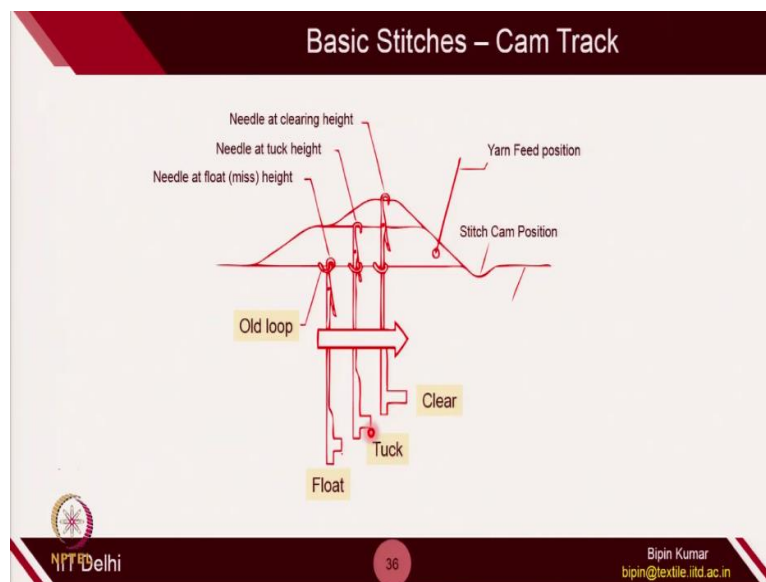 Basic Stitches – Cam Track
Needle at clearing height
Needle at tuck height
Needle at float (miss) height
Yarn Feed position
Stitch Cam Position
Old loop
Clear
Tuck
Float
NPTEL
IIT Delhi
36
Bipin Kumar
bipin@textile.iitd.ac.in